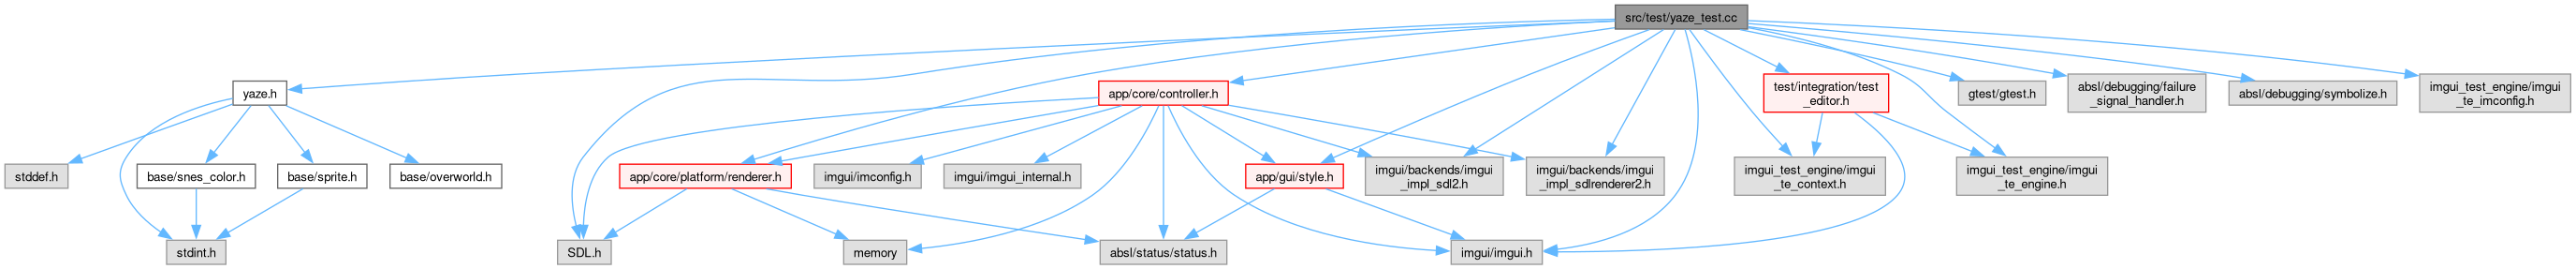 src/test/yaze_test.cc
yaze.h
app/core/controller.h
test/integration/test
_editor.h
gtest/gtest.h
absl/debugging/failure
_signal_handler.h
absl/debugging/symbolize.h
imgui_test_engine/imgui
_te_imconfig.h
stddef.h
base/snes_color.h
base/sprite.h
base/overworld.h
app/core/platform/renderer.h
imgui/imconfig.h
imgui/imgui_internal.h
app/gui/style.h
imgui/backends/imgui
_impl_sdl2.h
imgui/backends/imgui
_impl_sdlrenderer2.h
imgui_test_engine/imgui
_te_context.h
imgui_test_engine/imgui
_te_engine.h
stdint.h
SDL.h
memory
absl/status/status.h
imgui/imgui.h